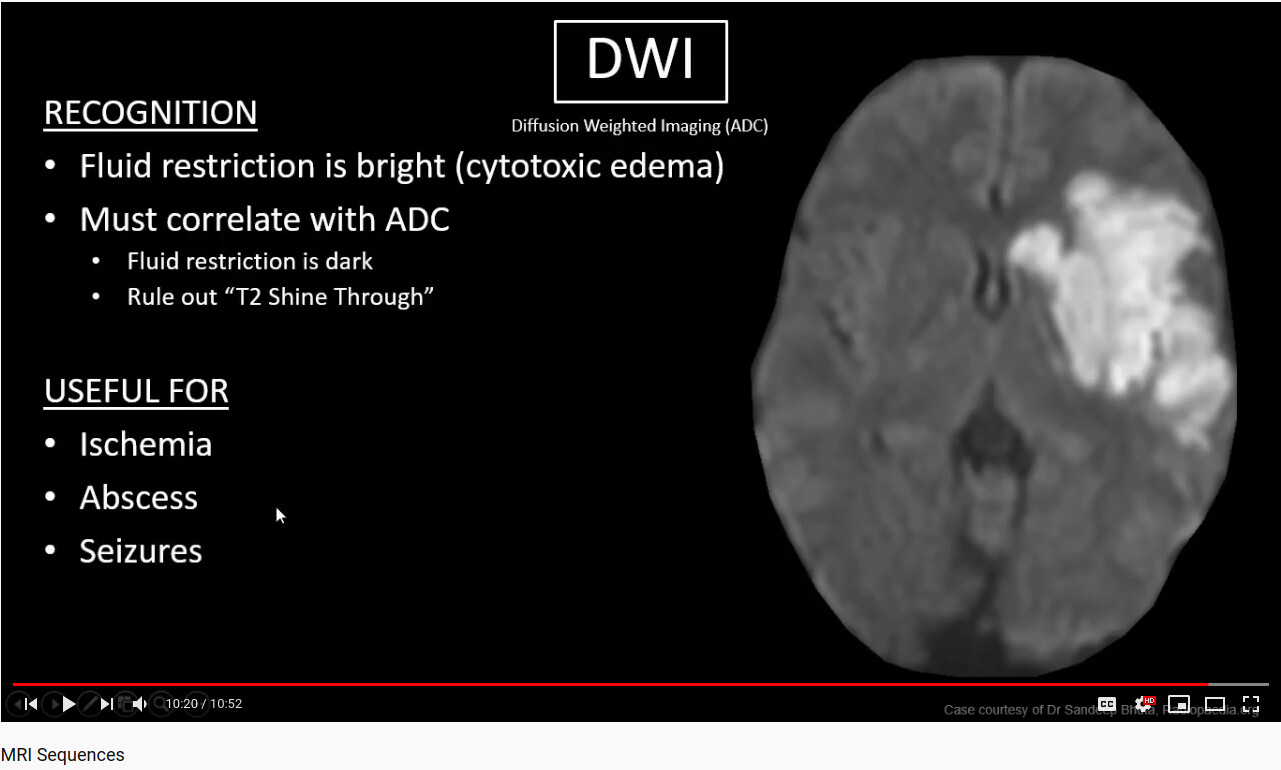 DWI
Diffusion Weighted Imaging (ADC)
RECOGNITION
• Fluid restriction is bright (cytotoxic edema)
• Must correlate with ADC
• Fluid restriction is dark
• Rule out “T2 Shine Through”
USEFUL FOR
• Ischemia
• Abscess
• Seizures
10:20 / 10:52
CC
HD
Case courtesy of Dr Sandeep Bhuta, Radiopaedia.org
MRI Sequences